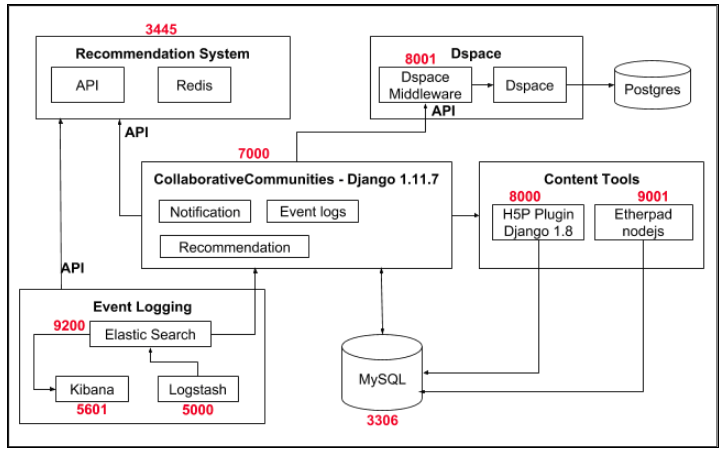 3445
Recommendation System
API
Redis
Dspace
8001
Dspace
Middleware
Dspace
Postgres
API
API
7000
CollaborativeCommunities - Django 1.11.7
Notification
Event logs
Recommendation
Content Tools
8000
9001
H5P Plugin
Django 1.8
Etherpad
nodejs
API
Event Logging
9200
Elastic Search
Kibana
Logstash
5601
5000
MySQL
3306